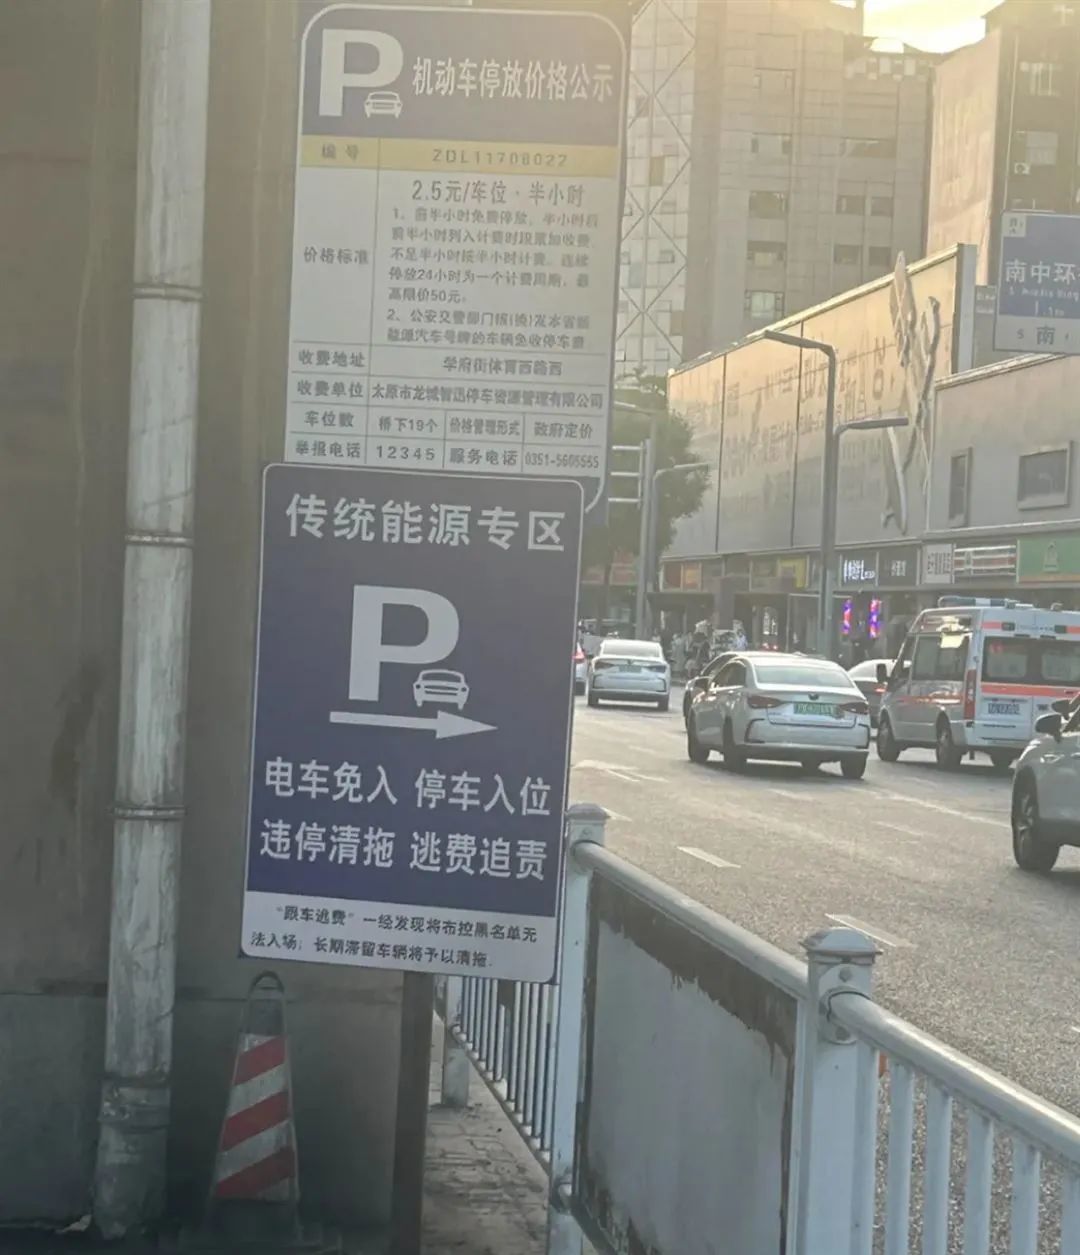 机动车停放价格公示
编号 ZDL11708022
2.5元/车位·半小时
价格标准
1、前半小时免费停放，半小时后
前半小时列入计费时段累加收费，
不足半小时按半小时计费，连续
停放24小时为一个计费周期，最
高限价50元。
2、公安交管部门核(换)发本省新
能源汽车号牌的车辆免收停车费
收费地址 学府街体育西路西
收费单位 太原市龙城智迅停车资源管理有限公司
车位数 桥下19个 价格管理形式 政府定价
举报电话 12345 服务电话 0351-5605565
传统能源专区
P
电车免入 停车入位
违停清拖 逃费追责
"跟车逃费"一经发现将布控黑名单无
法入场；长期滞留车辆将予以清拖.
南中环
S 南